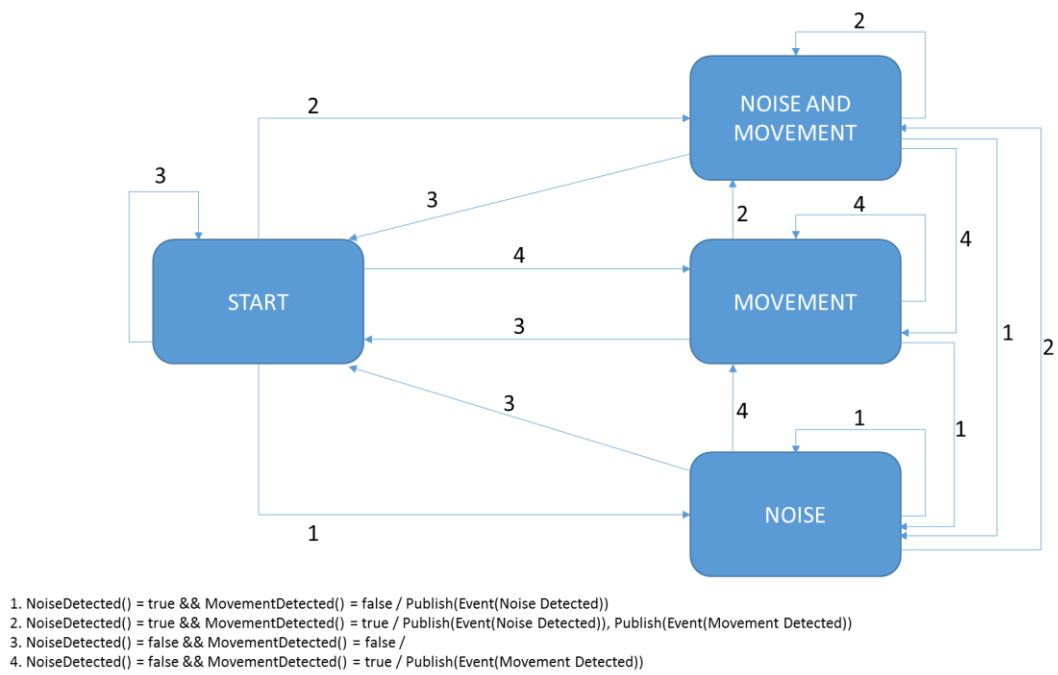 2
2
NOISE AND
MOVEMENT
3
3
2
4
4
START
4
MOVEMENT
3
1
2
3
4
1
1
NOISE
1
1. NoiseDetected() = true && MovementDetected() = false / Publish(Event(Noise Detected))
2. NoiseDetected() = true && MovementDetected() = true / Publish(Event(Noise Detected)), Publish(Event(Movement Detected))
3. NoiseDetected() = false && MovementDetected() = false /
4. NoiseDetected() = false && MovementDetected() = true / Publish(Event(Movement Detected))